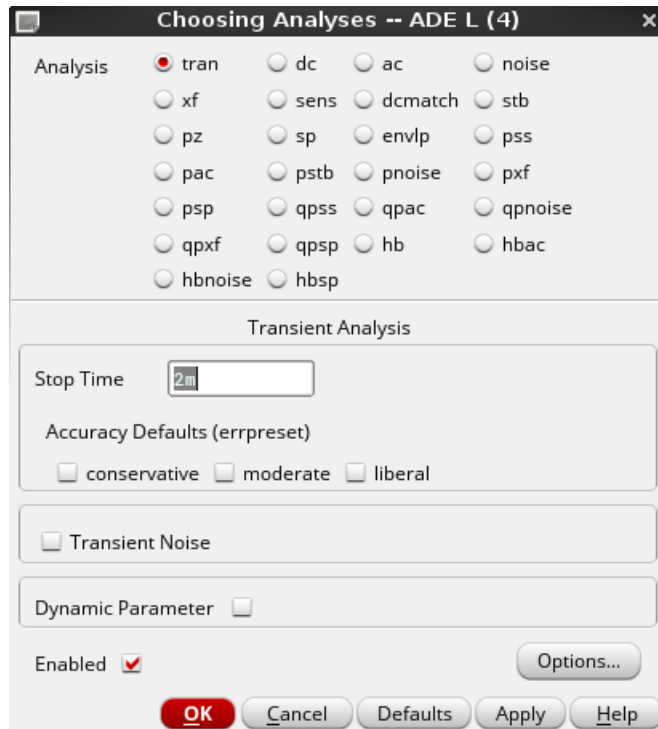 Choosing Analyses -- ADE L (4)
Analysis tran dc ac noise
xf sens dcmatch stb
pz sp envlp pss
pac pstb pnoise pxf
psp qpss qpac qpnoise
qpxf qpsp hb hbac
hbnoise hbsp
Transient Analysis
Stop Time 2m
Accuracy Defaults (errpreset)
conservative moderate liberal
Transient Noise
Dynamic Parameter
Enabled Options...
OK Cancel Defaults Apply Help